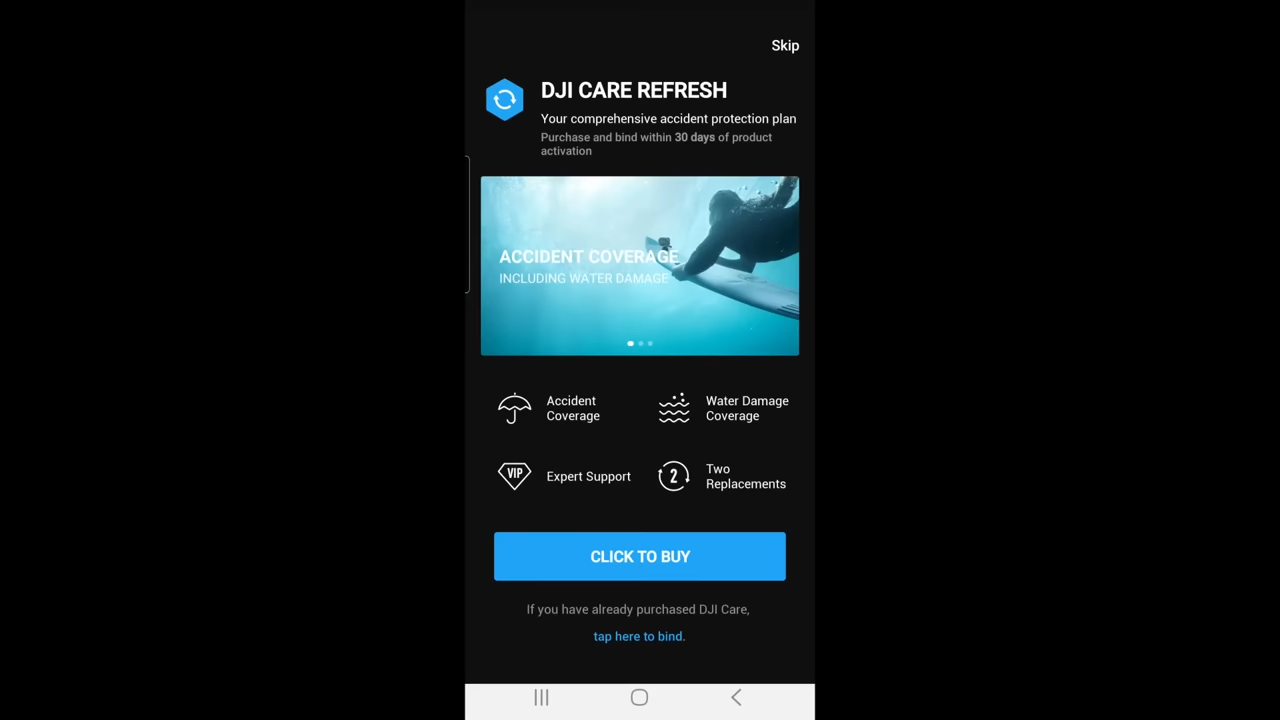 Skip
DJI CARE REFRESH
Your comprehensive accident protection plan
Purchase and bind within 30 days of product
activation
ACCIDENT COVERAGE
INCLUDING WATER DAMAGE
Accident
Coverage
Water Damage
Coverage
VIP
Expert Support
2
Two
Replacements
CLICK TO BUY
If you have already purchased DJI Care,
tap here to bind.